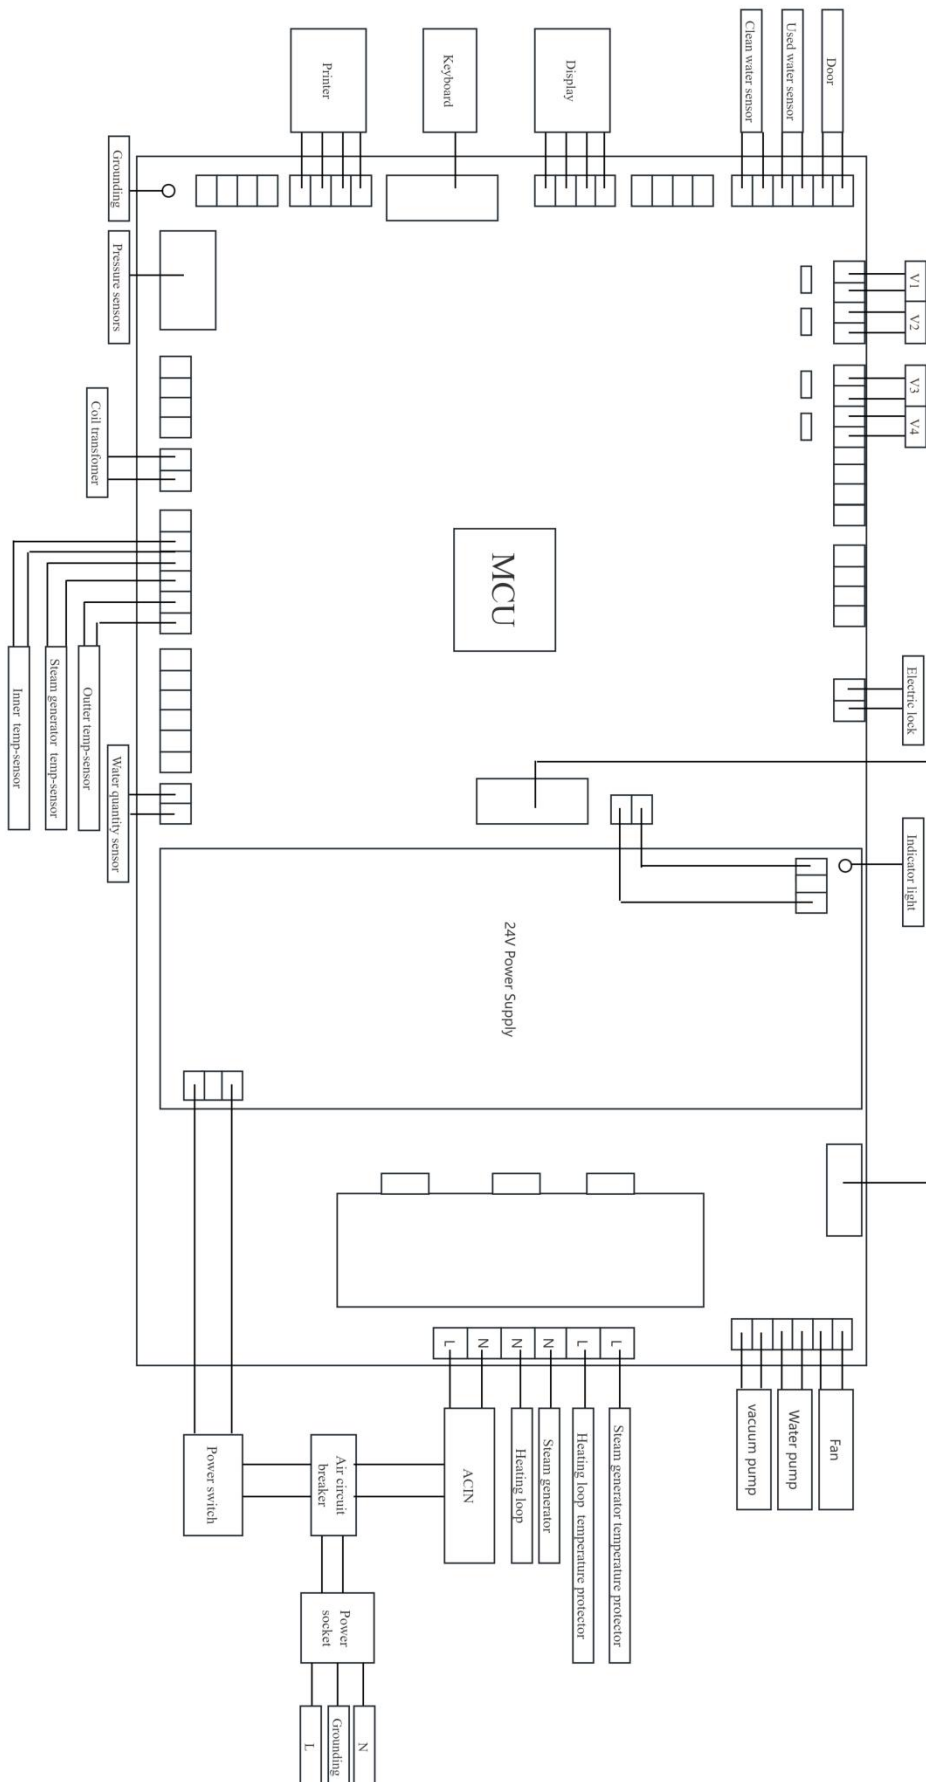 Printer
Keyboard
Display
Clean water sensor
Used water sensor
Door
Grounding
Pressure sensors
Coil transfomer
Inner temp-sensor
Steam generator temp-sensor
Outter temp-sensor
Water quantity sensor
V1
V2
V3
V4
MCU
Electric lock
Indicator light
24V Power Supply
L
N
N
N
L
L
Fan
Water pump
vacuum pump
Steam generator temperature protector
Heating loop temperature protector
Steam generator
Heating loop
ACIN
Air circuit
breaker
Power switch
Power
socket
N
Grounding
L